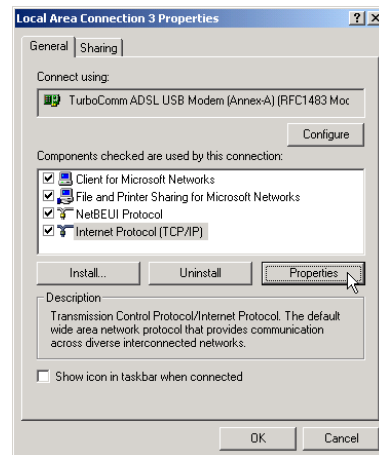 Local Area Connection 3 Properties
General
Sharing
Connect using:
TurboComm ADSL USB Modem (Annex-A) (RFC1483 Moc
Configure
Components checked are used by this connection:
Client for Microsoft Networks
File and Printer Sharing for Microsoft Networks
NetBEUI Protocol
Internet Protocol (TCP/IP)
Install...
Uninstall
Properties
Description
Transmission Control Protocol/Internet Protocol. The default
wide area network protocol that provides communication
across diverse interconnected networks.
Show icon in taskbar when connected
OK
Cancel